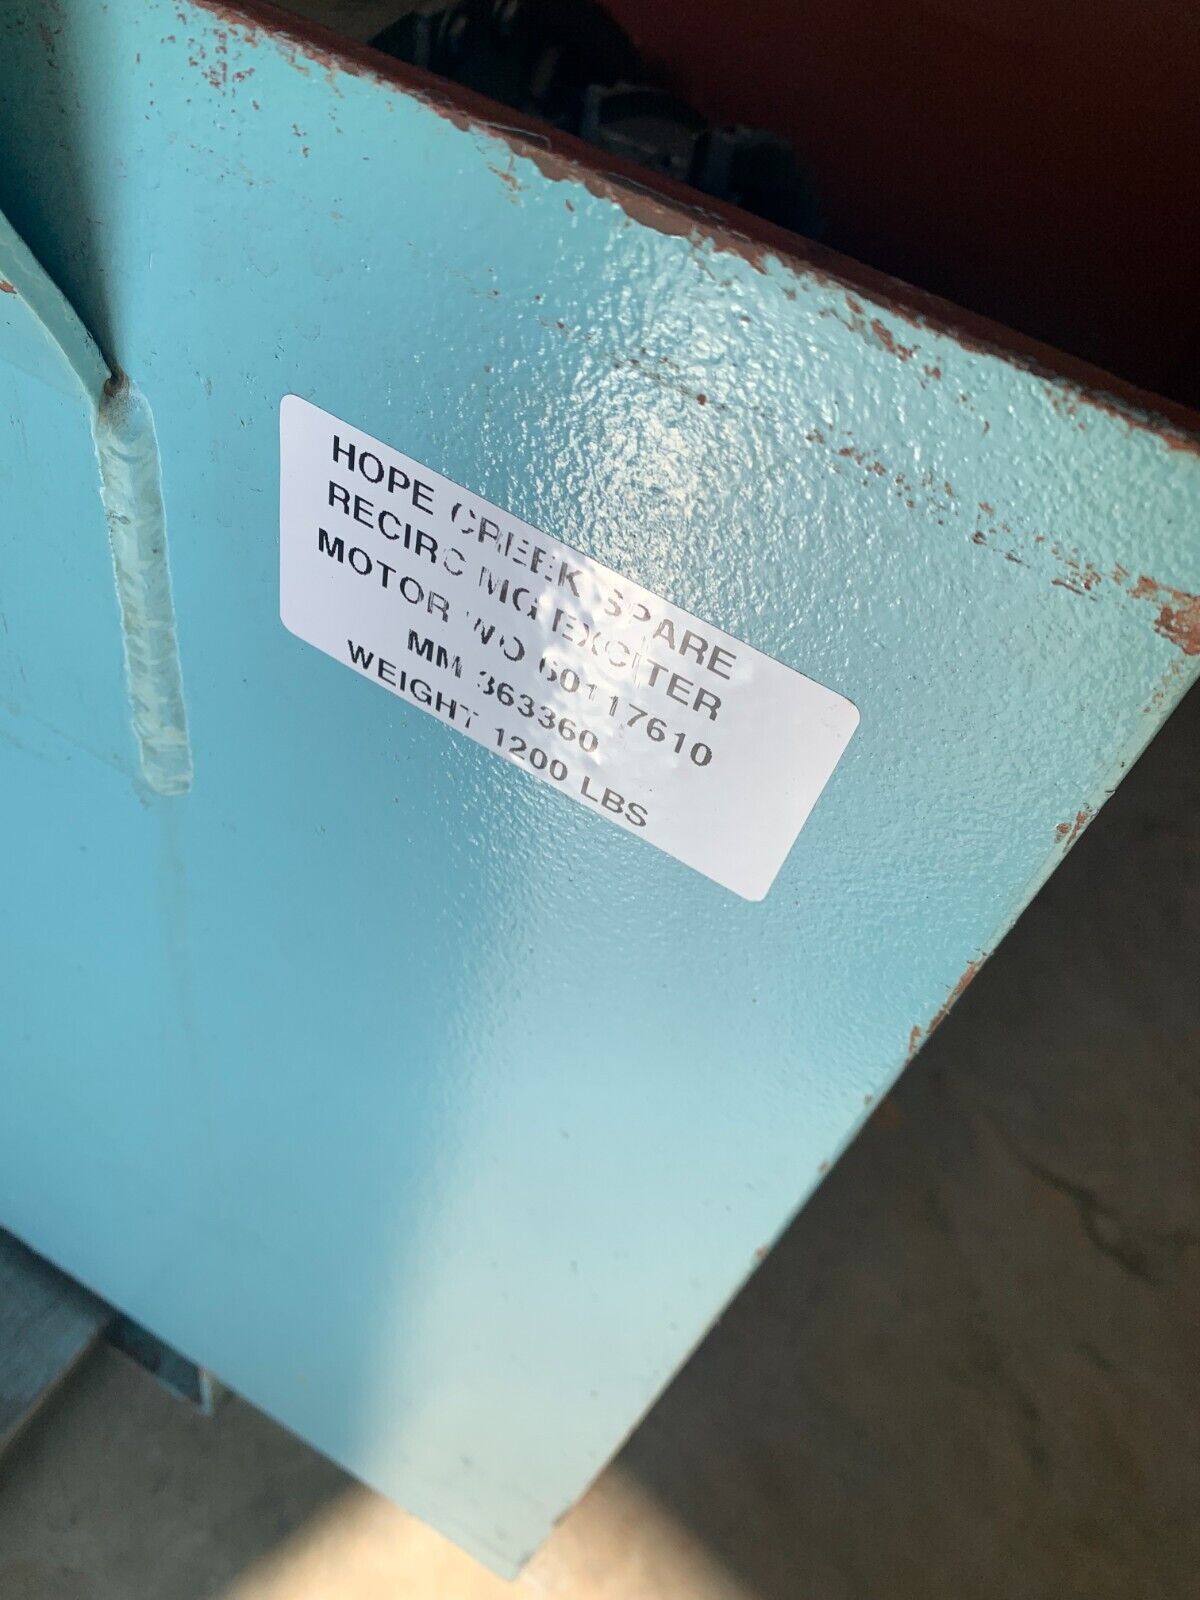 HOPE CREEK SPARE
RECIRC MG EXCITER
MOTOR WO 60117610
MM 363360
WEIGHT 1200 LBS